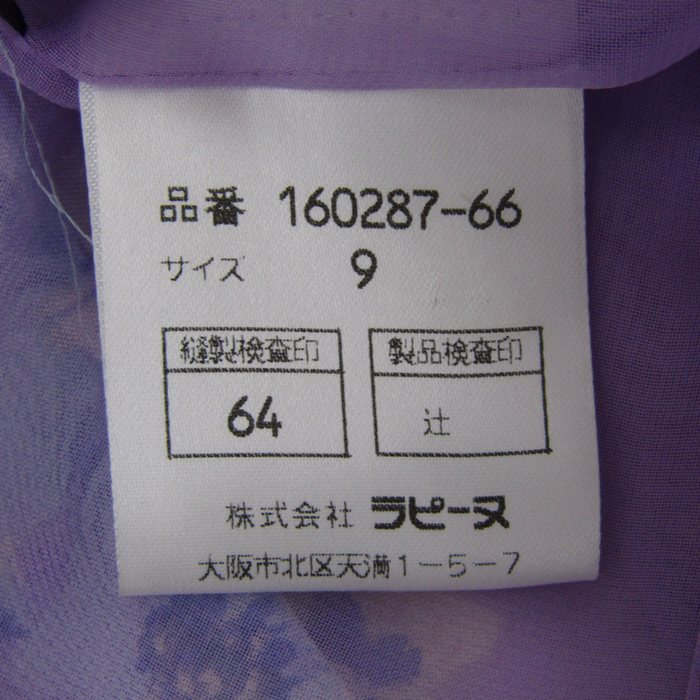 品番 160287-66
サイズ 9
縫製検査印 製品検査印
64 辻
株式会社 ラピーヌ
大阪市北区天満1-5-7